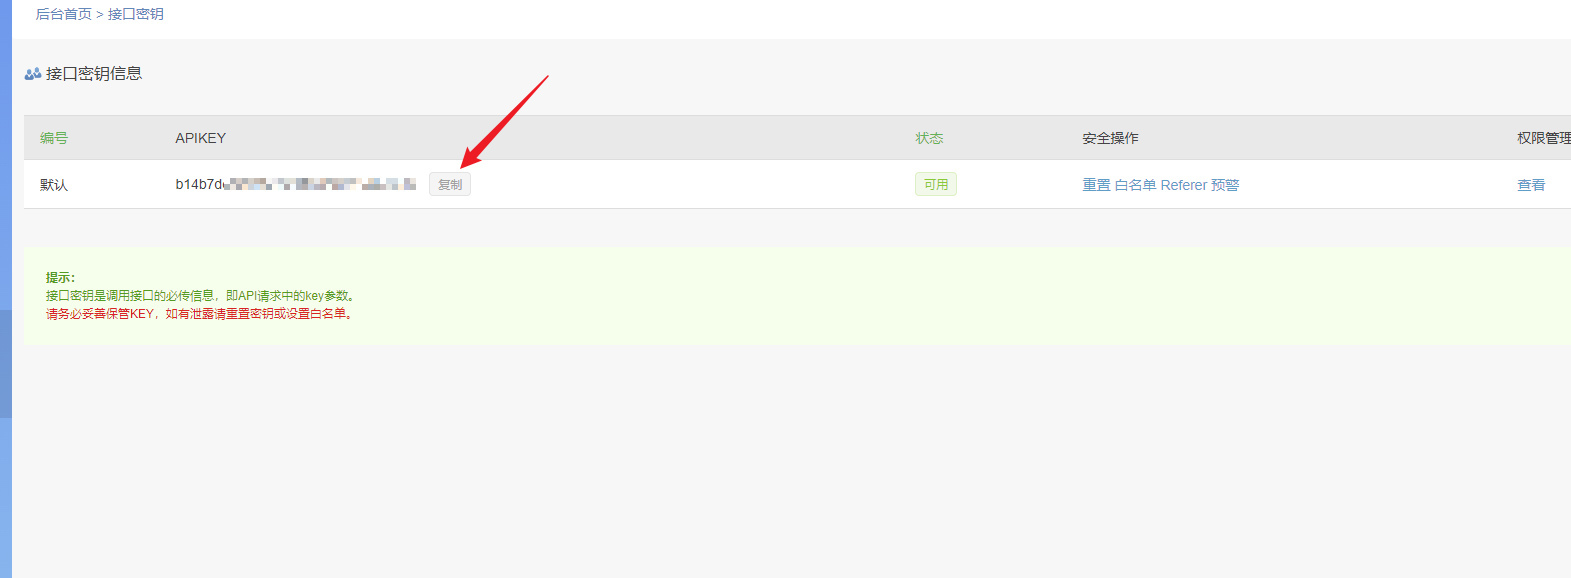 后台首页 > 接口密钥
接口密钥信息
编号 APIKEY 状态 安全操作 权限管理
默认 b14b7d 复制 可用 重置 白名单 Referer 预警 查看
提示：
接口密钥是调用接口的必传信息，即API请求中的key参数。
请务必妥善保管KEY，如有泄露请重置密钥或设置白名单。